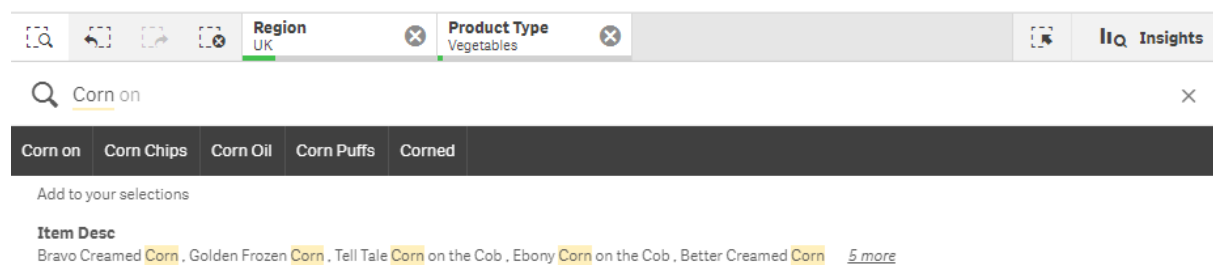 Region
UK
Product Type
Vegetables
Insights
Corn on
Corn on Corn Chips Corn Oil Corn Puffs Corned
Add to your selections
Item Desc
Bravo Creamed Corn , Golden Frozen Corn , Tell Tale Corn on the Cob , Ebony Corn on the Cob , Better Creamed Corn 5 more